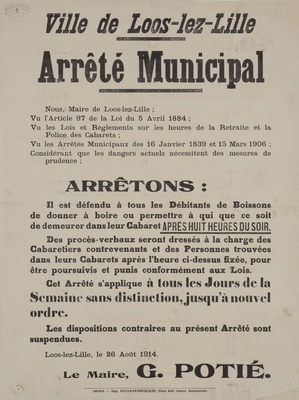 Ville de Loos-lez-Lille
Arrêté Municipal
Nous, Maire de Loos-lez-Lille ;
Vu l'Article 97 de la Loi du 5 Avril 1884 ;
Vu les Lois et Règlements sur les heures de la Retraite et la
Police des Cabarets ;
Vu les Arrêtés Municipaux des 16 Janvier 1839 et 15 Mars 1906 ;
Considérant que les dangers actuels nécessitent des mesures de
prudence ;
ARRÊTONS :
Il est défendu à tous les Débitants de Boissons
de donner à boire ou permettre à qui que ce soit
de demeurer dans leur Cabaret APRÈS HUIT HEURES DU SOIR.
Des procès-verbaux seront dressés à la charge des
Cabaretiers contrevenants et des Personnes trouvées
dans leurs Cabarets après l'heure ci-dessus fixée, pour
être poursuivis et punis conformément aux Lois.
Cet Arrêté s'applique à tous les Jours de la
Semaine sans distinction, jusqu'à nouvel
ordre.
Les dispositions contraires au présent Arrêté sont
suspendues.
Loos-lez-Lille, le 26 Août 1914.
Le Maire, G. POTIÉ.